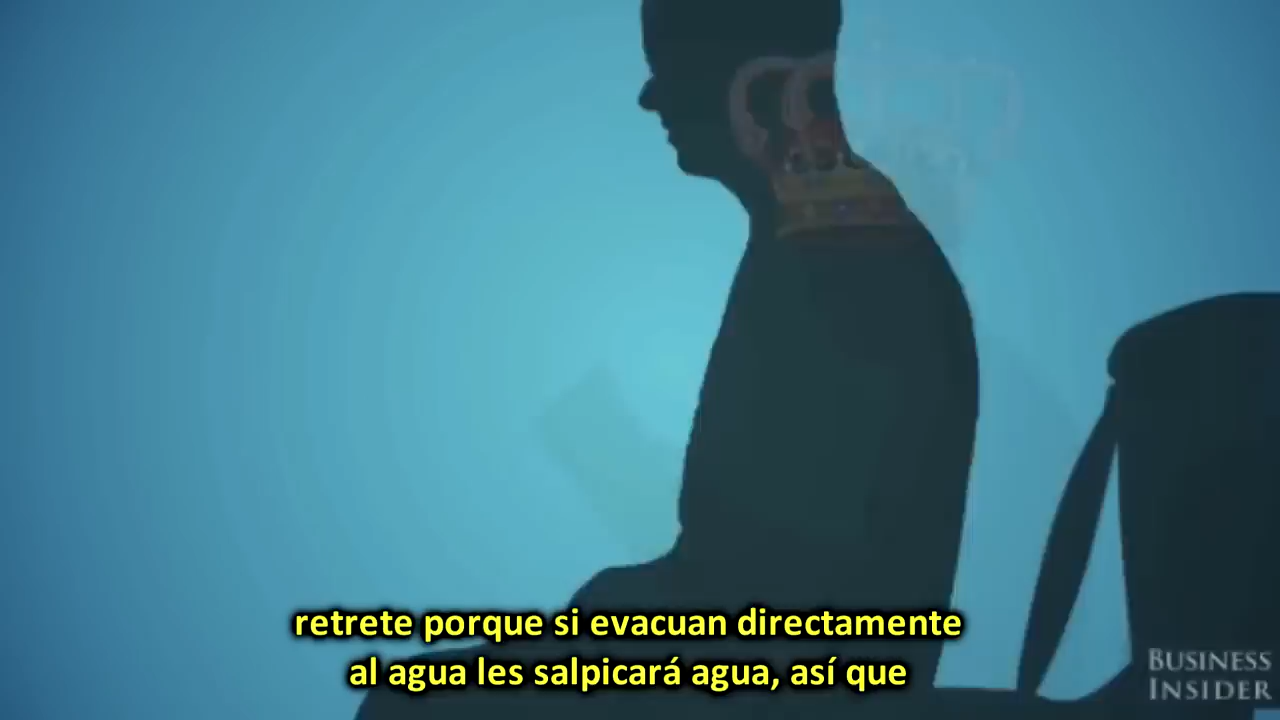 retrete porque si evacuan directamente
al agua les salpicará agua, así que
BUSINESS
INSIDER